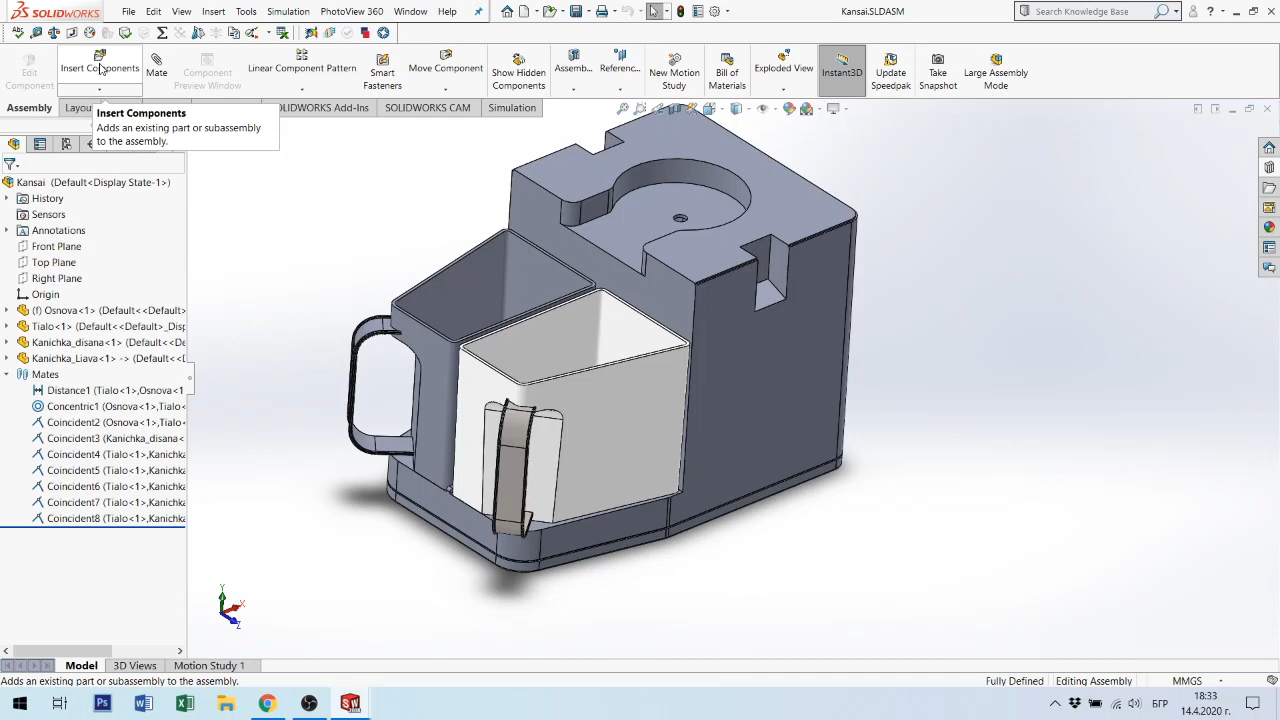 SOLIDWORKS File Edit View Insert Tools Simulation PhotoView 360 Window Help Kansai.SLDASM Search Knowledge Base
Edit Component
Insert Components
Mate
Component Preview Window
Linear Component Pattern
Smart Fasteners
Move Component
Show Hidden Components
Assemb...
Referenc...
New Motion Study
Bill of Materials
Exploded View
Instant3D
Update Speedpak
Take Snapshot
Large Assembly Mode
Assembly Layou OLIDWORKS Add-Ins SOLIDWORKS CAM Simulation
Insert Components
Adds an existing part or subassembly
to the assembly.
Kansai (Default<Display State-1>)
History
Sensors
Annotations
Front Plane
Top Plane
Right Plane
Origin
(f) Osnova<1> (Default<<Default>
Tialo<1> (Default<<Default>_Disp
Kanichka_disana<1> (Default<<De
Kanichka_Liava<1> -> (Default<<
Mates
Distance1 (Tialo<1>,Osnova<1
Concentric1 (Osnova<1>,Tialo
Coincident2 (Osnova<1>,Tialo
Coincident3 (Kanichka_disana<
Coincident4 (Tialo<1>,Kanichka
Coincident5 (Tialo<1>,Kanichka
Coincident6 (Tialo<1>,Kanichka
Coincident7 (Tialo<1>,Kanichka
Coincident8 (Tialo<1>,Kanichka
Y
X
Z
Model 3D Views Motion Study 1
Adds an existing part or subassembly to the assembly. Fully Defined Editing Assembly MMGS
БГР 18:33
14.4.2020 г.